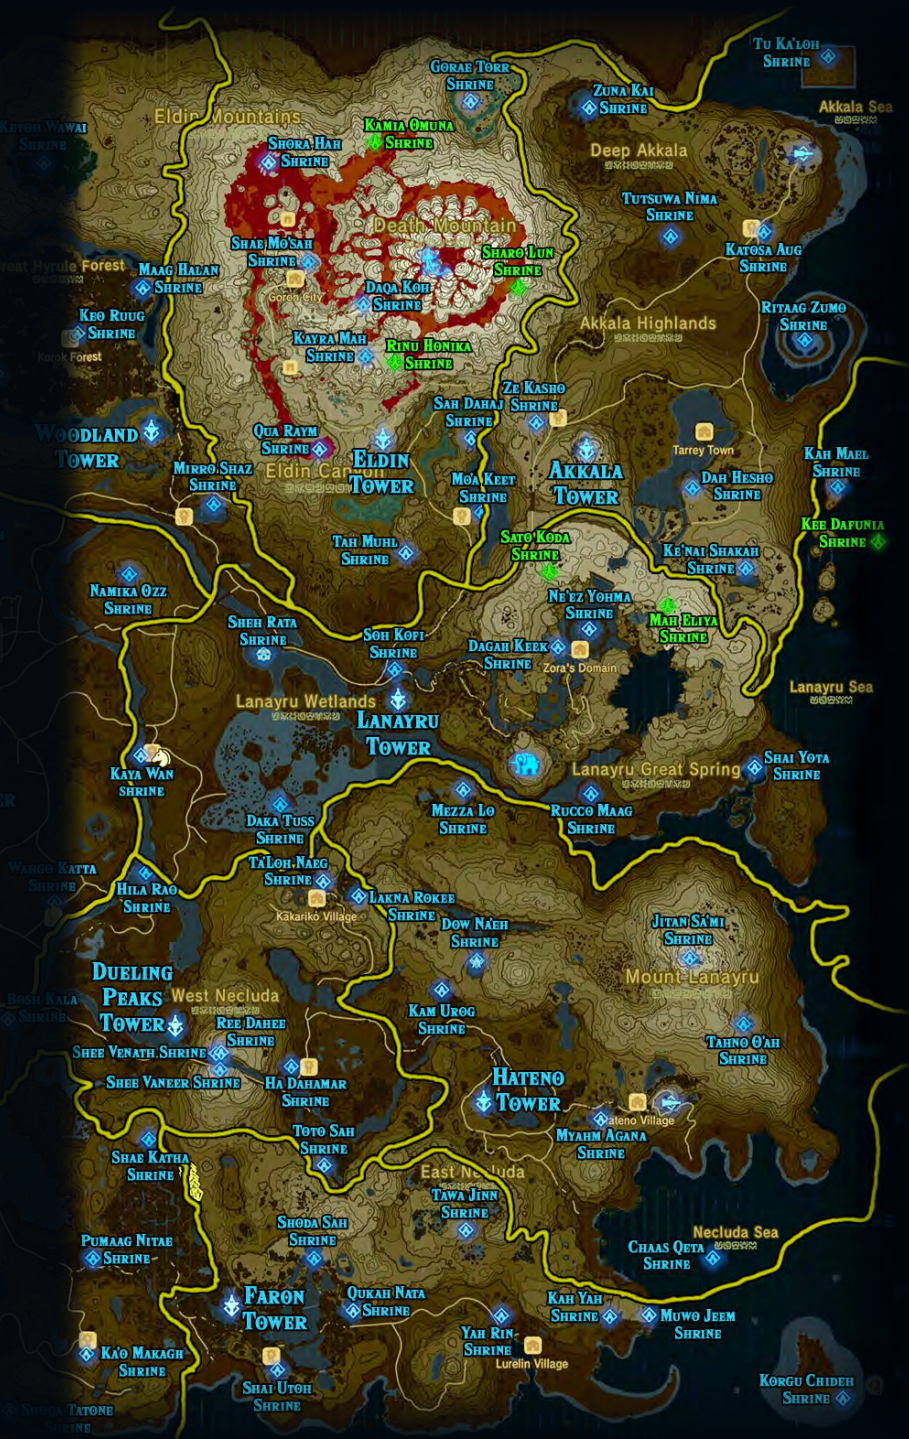 Tu Ka'loh
Shrine
Gorae Torr
Shrine
Zuna Kai
Shrine
Akkala Sea
Eldin Mountains
Kamia Omuna
Shrine
Ketoh Wawai
Shrine
Shora Hah
Shrine
Deep Akkala
Tutsuwa Nima
Shrine
Death Mountain
Shae Mo'sah
Shrine
Sharo Lun
Shrine
Katosa Aug
Shrine
Great Hyrule Forest
Maag Halan
Shrine
Goron City
Daqa Koh
Shrine
Ritaag Zumo
Shrine
Keo Ruug
Shrine
Korok Forest
Akkala Highlands
Kayra Mah
Shrine
Rinu Honika
Shrine
Ze Kasho
Shrine
Sah Dahaj
Shrine
Woodland
Tower
Qua Raym
Shrine
Eldin
Tower
Eldin Canyon
Tarrey Town
Akkala
Tower
Kah Mael
Shrine
Mirro Shaz
Shrine
Mo'a Keet
Shrine
Dah Hesho
Shrine
Kee Dafunia
Shrine
Tah Muhl
Shrine
Sato Koda
Shrine
Ke'nai Shakah
Shrine
Namika Ozz
Shrine
Ne'ez Yohma
Shrine
Sheh Rata
Shrine
Mah Eliya
Shrine
Soh Kofi
Shrine
Dagah Keek
Shrine
Zora's Domain
Lanayru Sea
Lanayru Wetlands
Lanayru
Tower
Kaya Wan
shrine
Lanayru Great Spring
Shai Yota
Shrine
Mezza Lo
Shrine
Rucco Maag
Shrine
Daka Tuss
Shrine
Wahgo Katta
Shrine
Ta'loh Naeg
Shrine
Hila Rao
Shrine
Lakna Rokee
Shrine
Kakariko Village
Dow Na'eh
Shrine
Jitan Sa'mi
Shrine
Dueling
Peaks
Tower
Mount Lanayru
West Necluda
Bosh Kala
Shrine
Kam Urog
Shrine
Ree Dahee
Shrine
Tahno O'ah
Shrine
Shee Venath Shrine
Shee Vaneer Shrine
Ha Dahamar
Shrine
Hateno
Tower
Hateno Village
Myahm Agana
Shrine
Toto Sah
Shrine
Shae Katha
Shrine
East Necluda
Tawa Jinn
Shrine
Shoda Sah
Shrine
Necluda Sea
Pumaag Nitae
Shrine
Chaas Qeta
Shrine
Faron
Tower
Qukah Nata
Shrine
Kah Yah
Shrine
Muwo Jeem
Shrine
Yah Rin
Shrine
Lurelin Village
Ka'o Makagh
Shrine
Shai Utoh
Shrine
Korgu Chideh
Shrine
Shoqa Tatone
Shrine